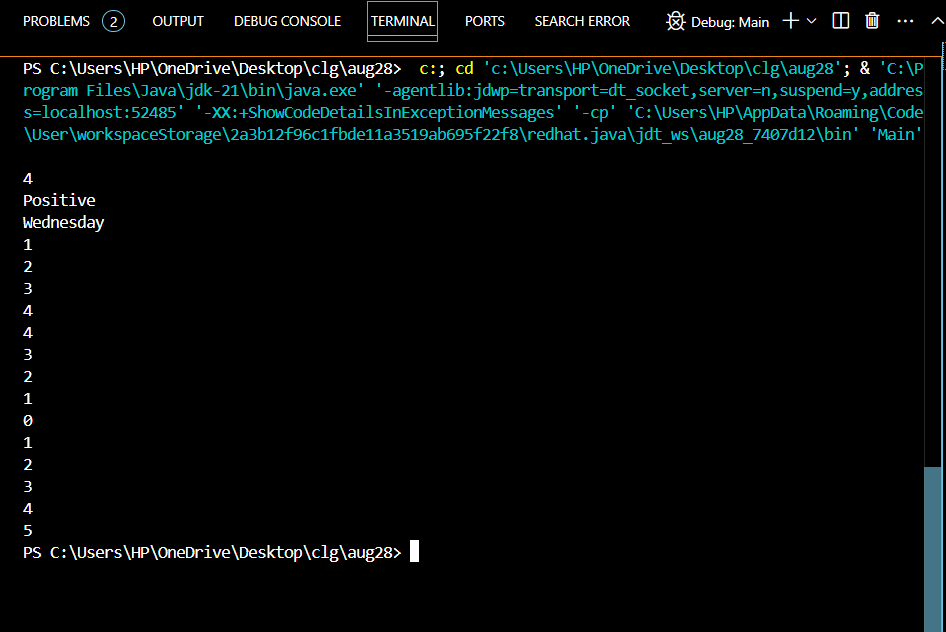 PROBLEMS 2 OUTPUT DEBUG CONSOLE TERMINAL PORTS SEARCH ERROR Debug: Main
PS C:\Users\HP\OneDrive\Desktop\clg\aug28>  c:; cd 'c:\Users\HP\OneDrive\Desktop\clg\aug28'; & 'C:\P
rogram Files\Java\jdk-21\bin\java.exe' '-agentlib:jdwp=transport=dt_socket,server=n,suspend=y,addres
s=localhost:52485' '-XX:+ShowCodeDetailsInExceptionMessages' '-cp' 'C:\Users\HP\AppData\Roaming\Code
\User\workspaceStorage\2a3b12f96c1fbde11a3519ab695f22f8\redhat.java\jdt_ws\aug28_7407d12\bin' 'Main'
4
Positive
Wednesday
1
2
3
4
4
3
2
1
0
1
2
3
4
5
PS C:\Users\HP\OneDrive\Desktop\clg\aug28>